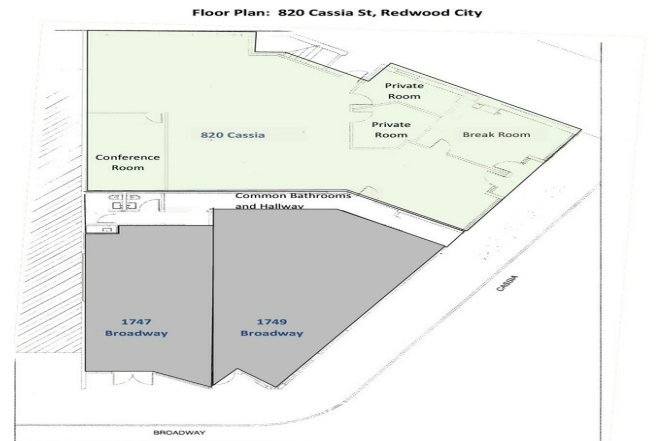 Floor Plan: 820 Cassia St, Redwood City
Private
Room
820 Cassia
Private
Room
Break Room
Conference
Room
Common Bathrooms
and Hallway
1747
Broadway
1749
Broadway
CASSIA
BROADWAY